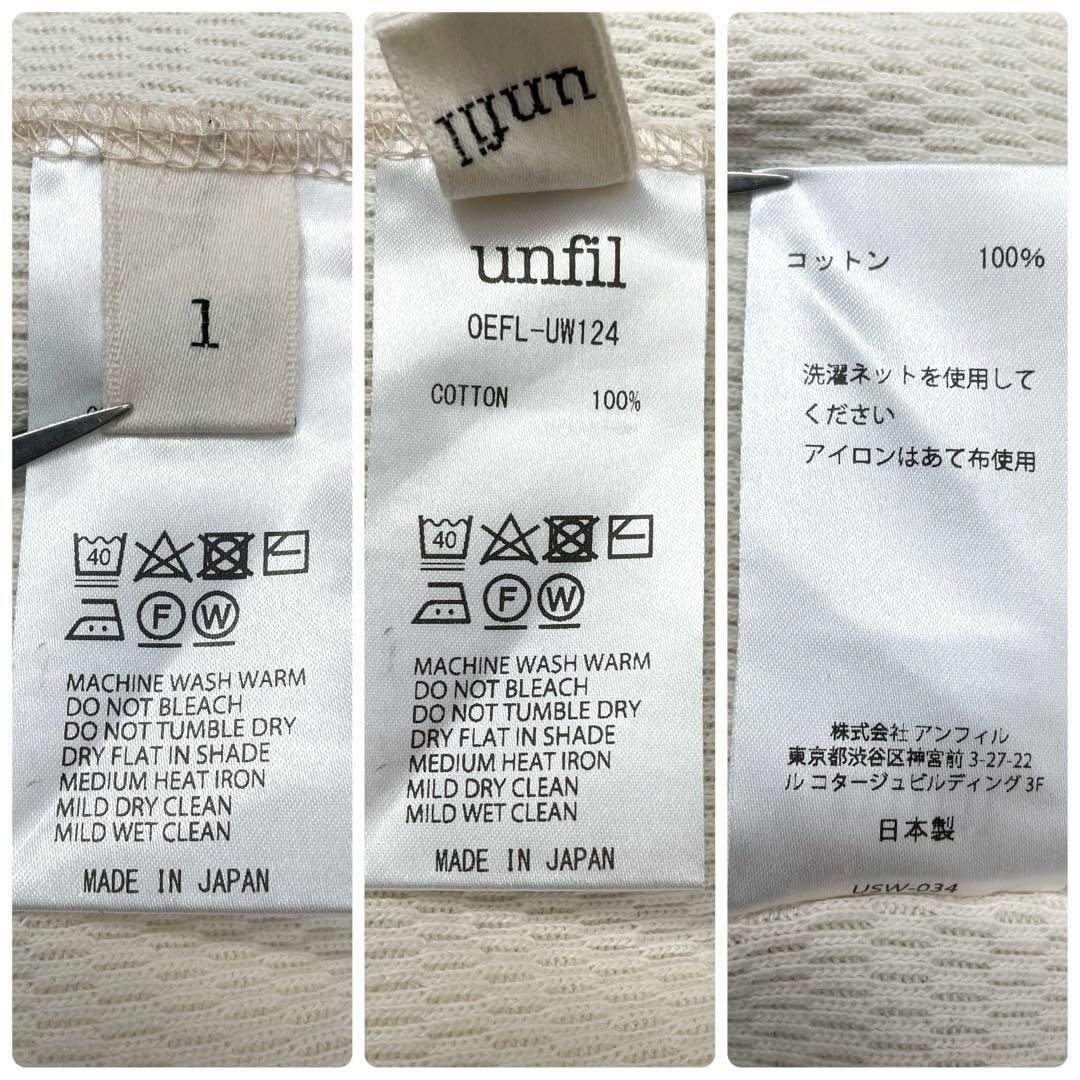 1
40
F
W
MACHINE WASH WARM
DO NOT BLEACH
DO NOT TUMBLE DRY
DRY FLAT IN SHADE
MEDIUM HEAT IRON
MILD DRY CLEAN
MILD WET CLEAN
MADE IN JAPAN
unfil
unfil
OEFL-UW124
COTTON 100%
40
F
W
MACHINE WASH WARM
DO NOT BLEACH
DO NOT TUMBLE DRY
DRY FLAT IN SHADE
MEDIUM HEAT IRON
MILD DRY CLEAN
MILD WET CLEAN
MADE IN JAPAN
コットン 100%
洗濯ネットを使用して
ください
アイロンはあて布使用
株式会社 アンフィル
東京都渋谷区神宮前 3-27-22
ル コタージュビルディング 3F
日本製
USW-034